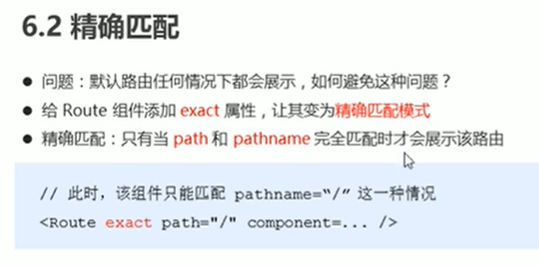 6.2 精确匹配
● 问题：默认路由任何情况下都会展示，如何避免这种问题？
● 给 Route 组件添加 exact 属性，让其变为精确匹配模式
● 精确匹配：只有当 path 和 pathname 完全匹配时才会展示该路由
// 此时，该组件只能匹配 pathname=“/” 这一种情况
<Route exact path="/" component=... />